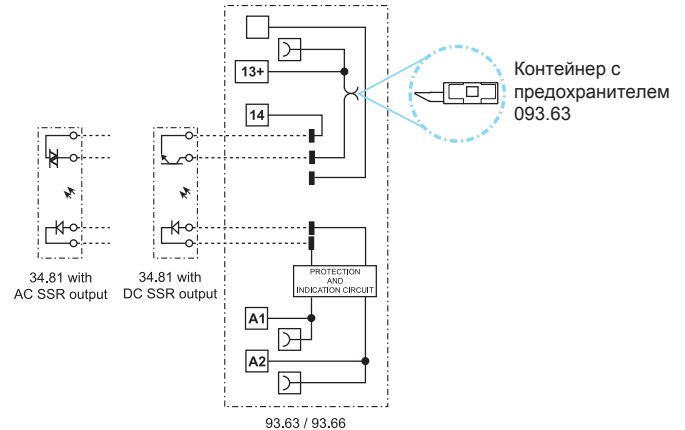 13+
14
Контейнер с
предохранителем
093.63
34.81 with
AC SSR output
34.81 with
DC SSR output
PROTECTION
AND
INDICATION CIRCUIT
A1
A2
93.63 / 93.66